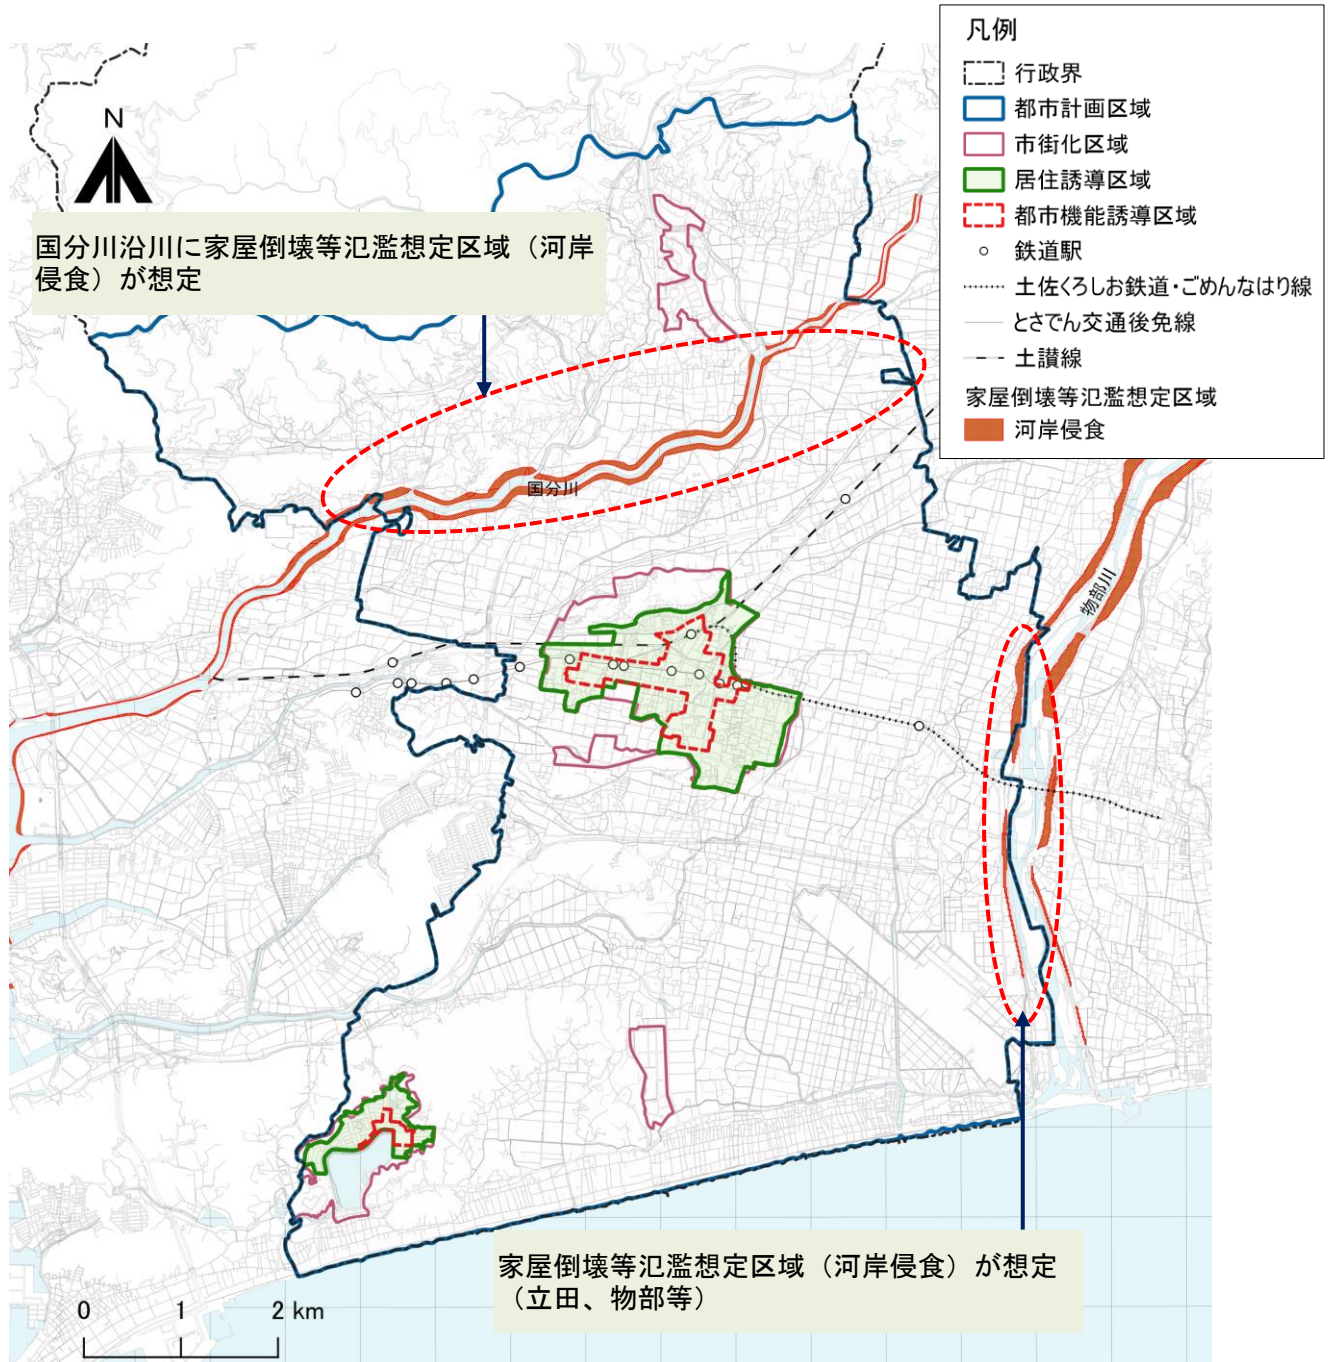 凡例
行政界
都市計画区域
市街化区域
居住誘導区域
都市機能誘導区域
鉄道駅
土佐くろしお鉄道・ごめんなはり線
とさでん交通後免線
土讃線
家屋倒壊等氾濫想定区域
河岸侵食
N
国分川沿川に家屋倒壊等氾濫想定区域（河岸
侵食）が想定
国分川
物部川
家屋倒壊等氾濫想定区域（河岸侵食）が想定
（立田、物部等）
0 1 2 km